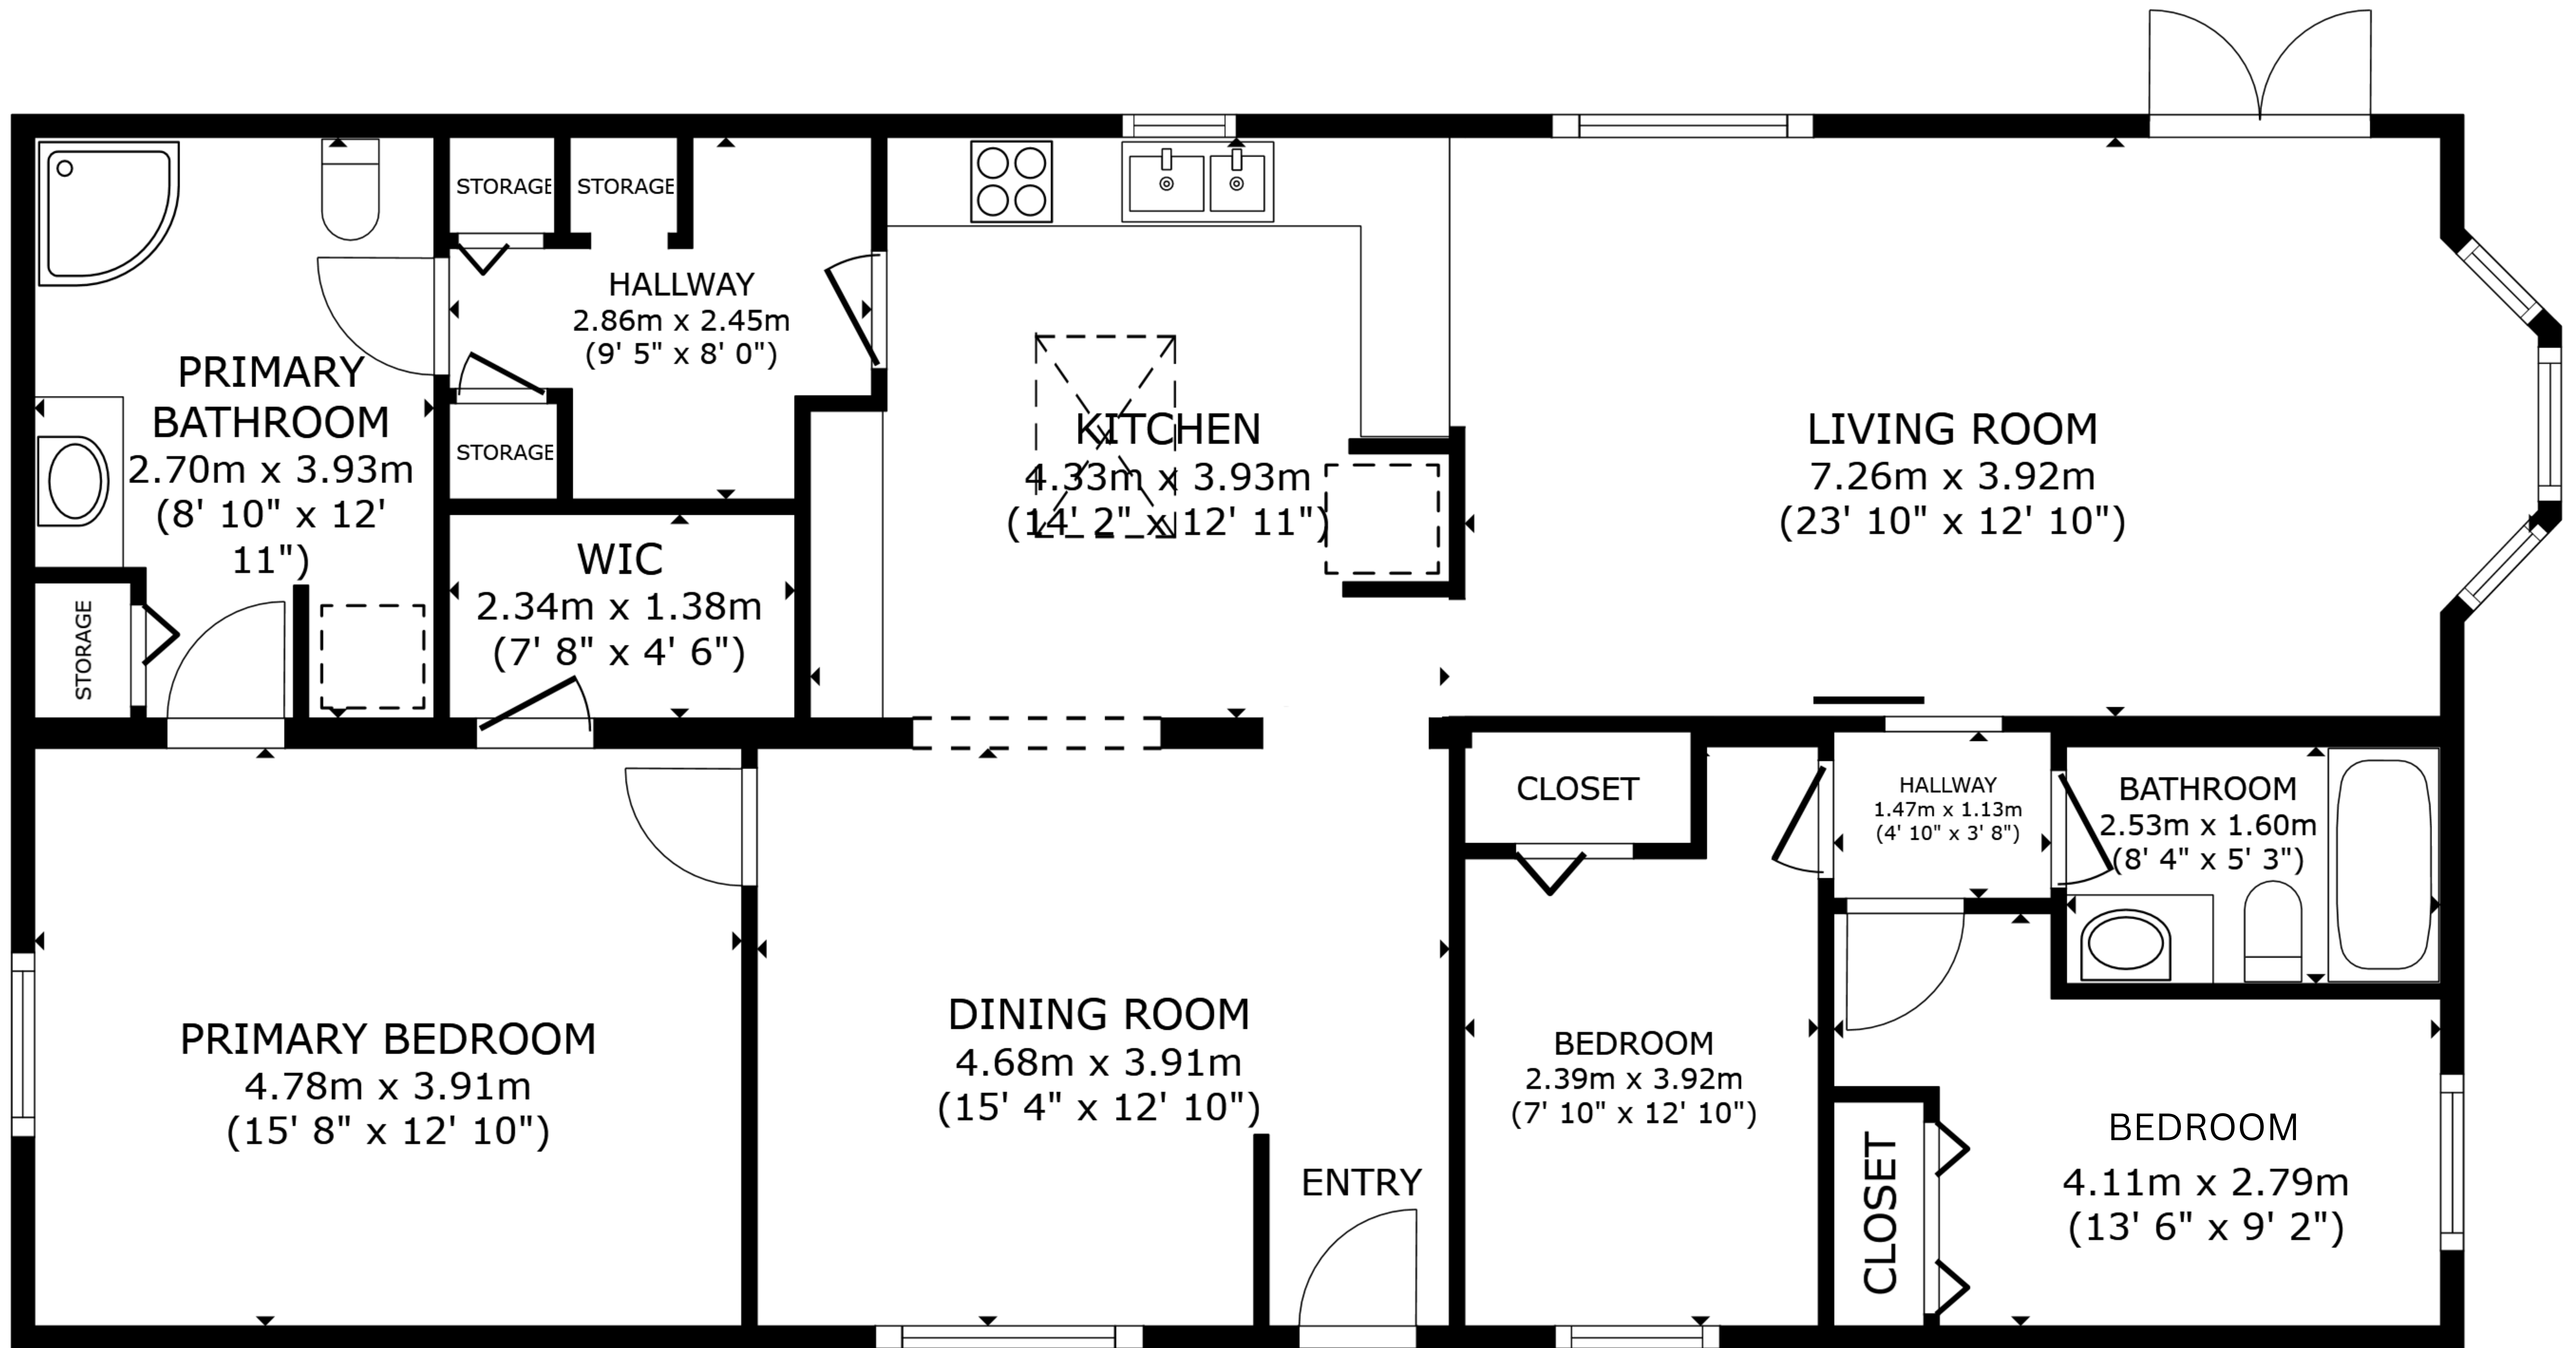 STORAGE
STORAGE
HALLWAY
2.86m x 2.45m
(9' 5" x 8' 0")
PRIMARY
BATHROOM
2.70m x 3.93m
(8' 10" x 12'
11")
STORAGE
STORAGE
WIC
2.34m x 1.38m
(7' 8" x 4' 6")
KITCHEN
4.33m x 3.93m
(14' 2" x 12' 11")
LIVING ROOM
7.26m x 3.92m
(23' 10" x 12' 10")
PRIMARY BEDROOM
4.78m x 3.91m
(15' 8" x 12' 10")
DINING ROOM
4.68m x 3.91m
(15' 4" x 12' 10")
ENTRY
CLOSET
BEDROOM
2.39m x 3.92m
(7' 10" x 12' 10")
HALLWAY
1.47m x 1.13m
(4' 10" x 3' 8")
BATHROOM
2.53m x 1.60m
(8' 4" x 5' 3")
CLOSET
BEDROOM
4.11m x 2.79m
(13' 6" x 9' 2")